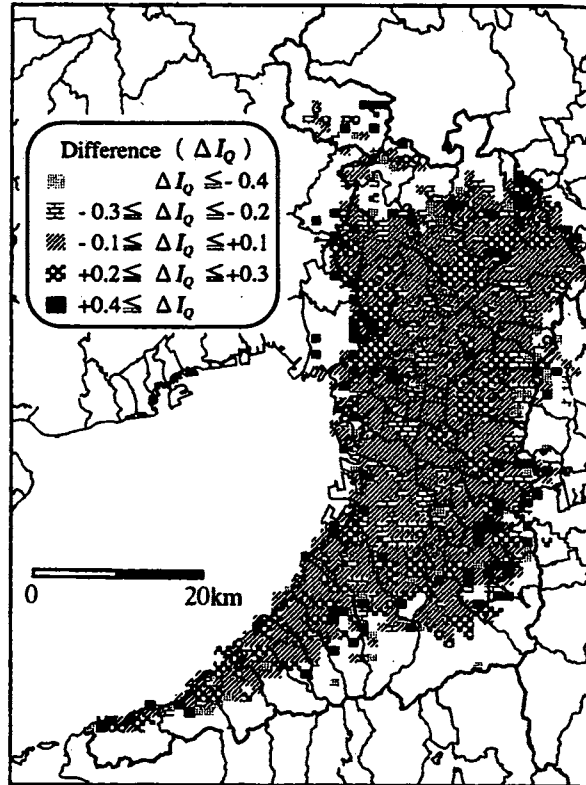 Difference ( ΔI_Q )
ΔI_Q ≦- 0.4
- 0.3≦ ΔI_Q ≦- 0.2
- 0.1≦ ΔI_Q ≦+0.1
+0.2≦ ΔI_Q ≦+0.3
+0.4≦ ΔI_Q
0 20km